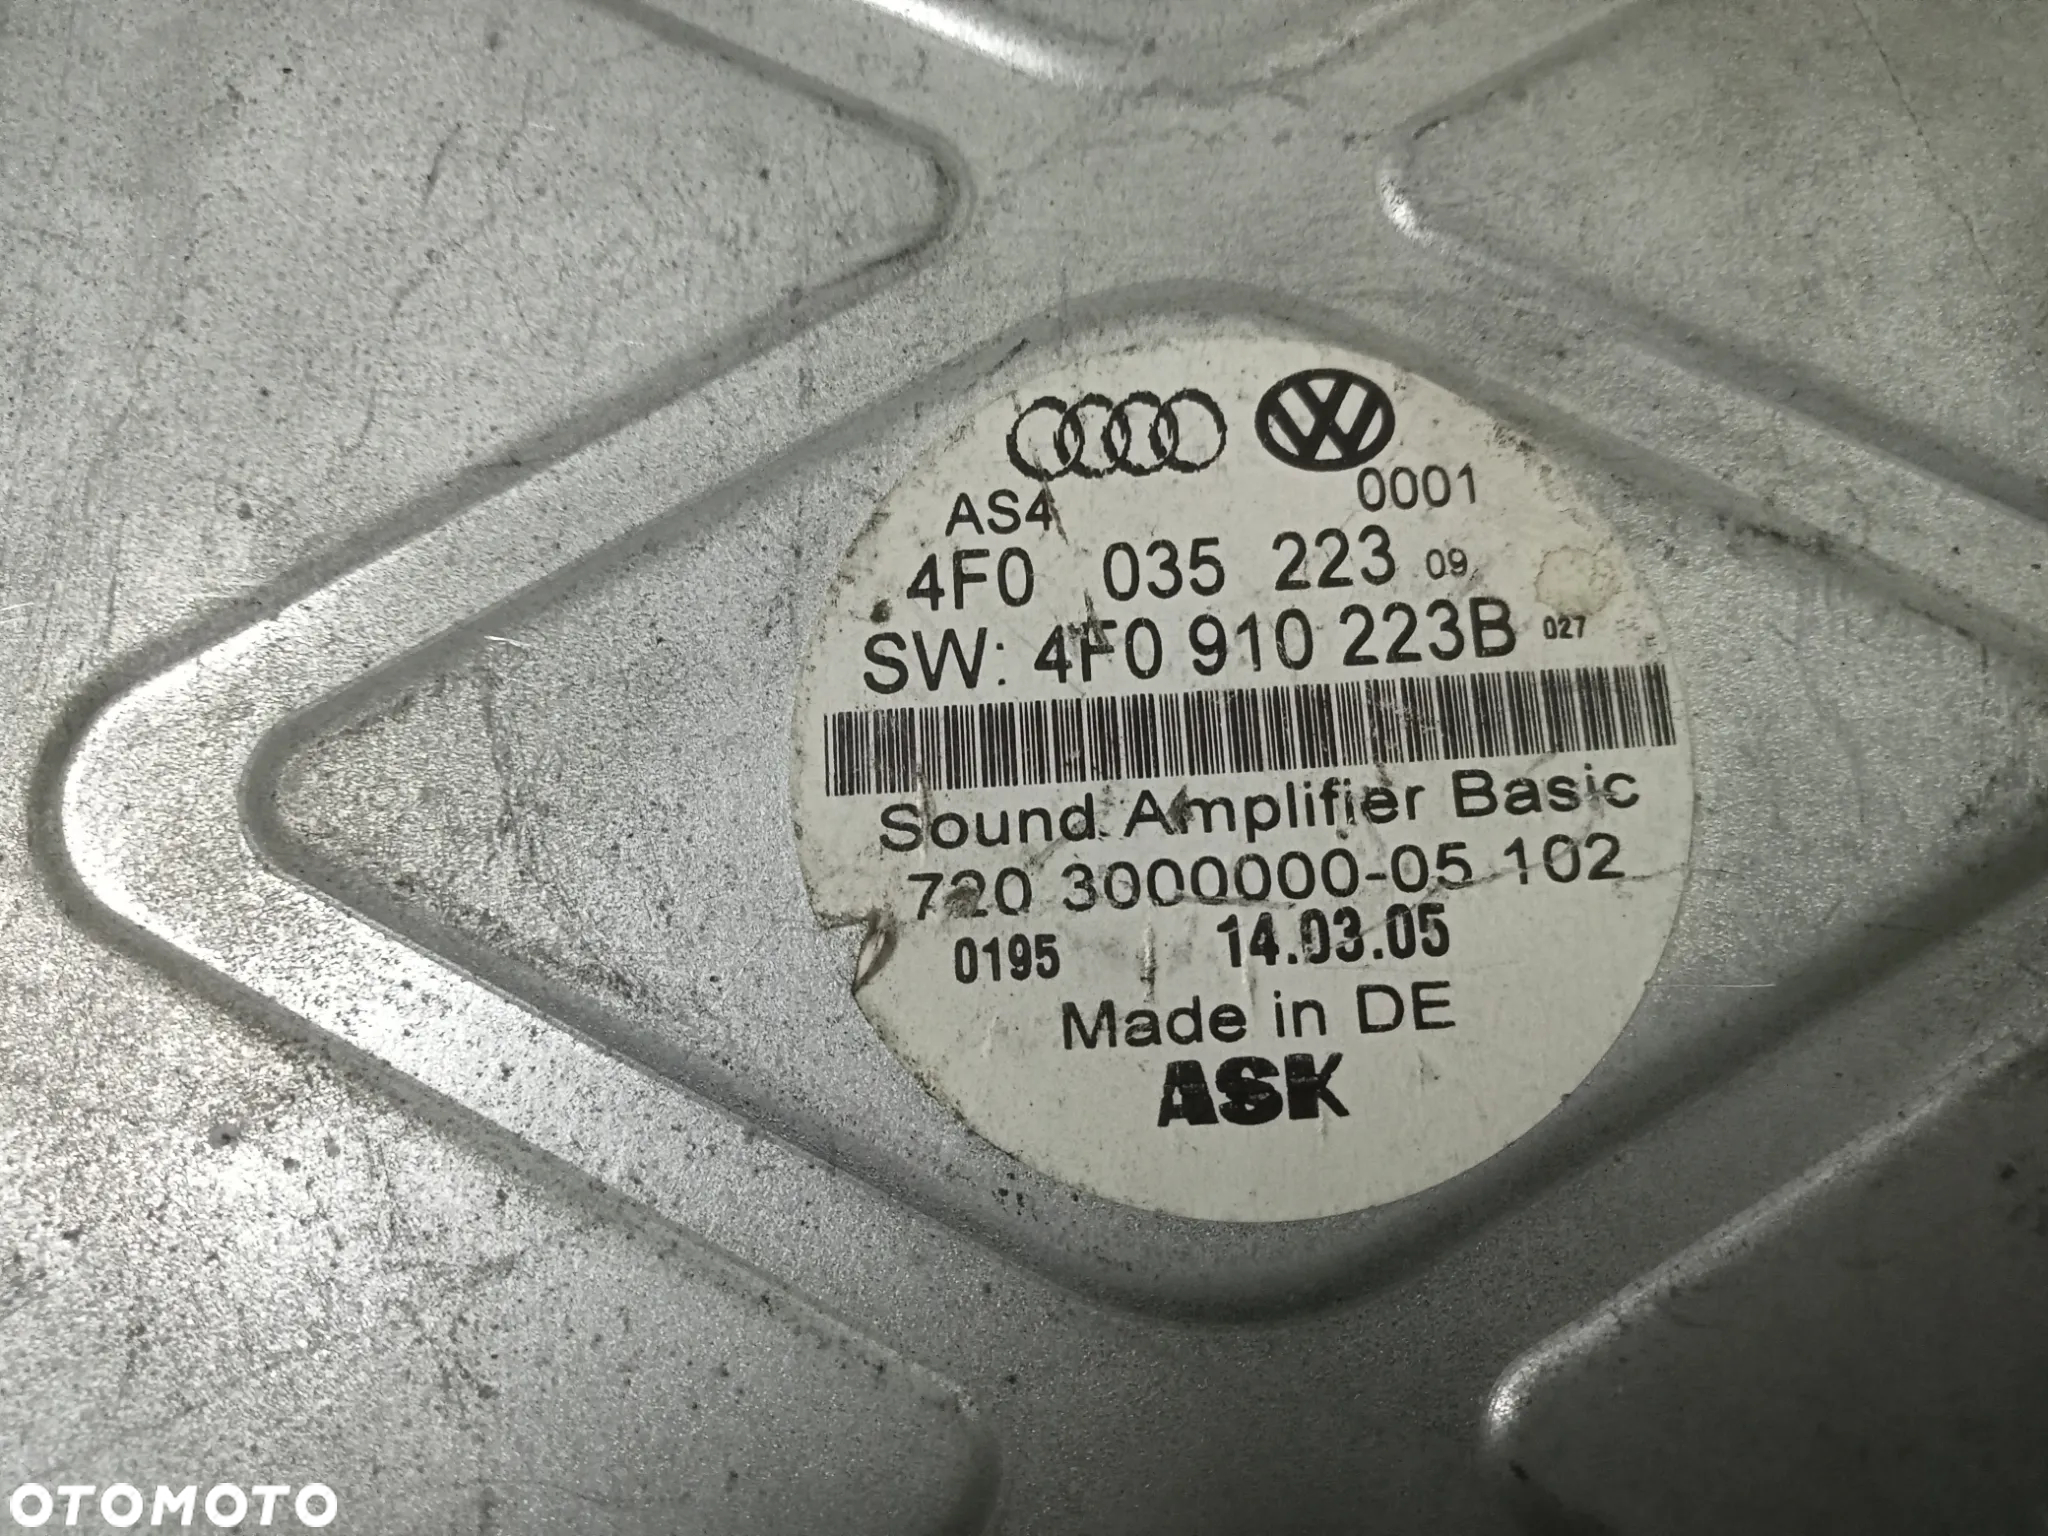 AS4 0001
4F0 035 223 09
SW: 4F0 910 223B 027
Sound Amplifier Basic
720 3000000-05 102
0195 14.03.05
Made in DE
ASK
OTOMOTO